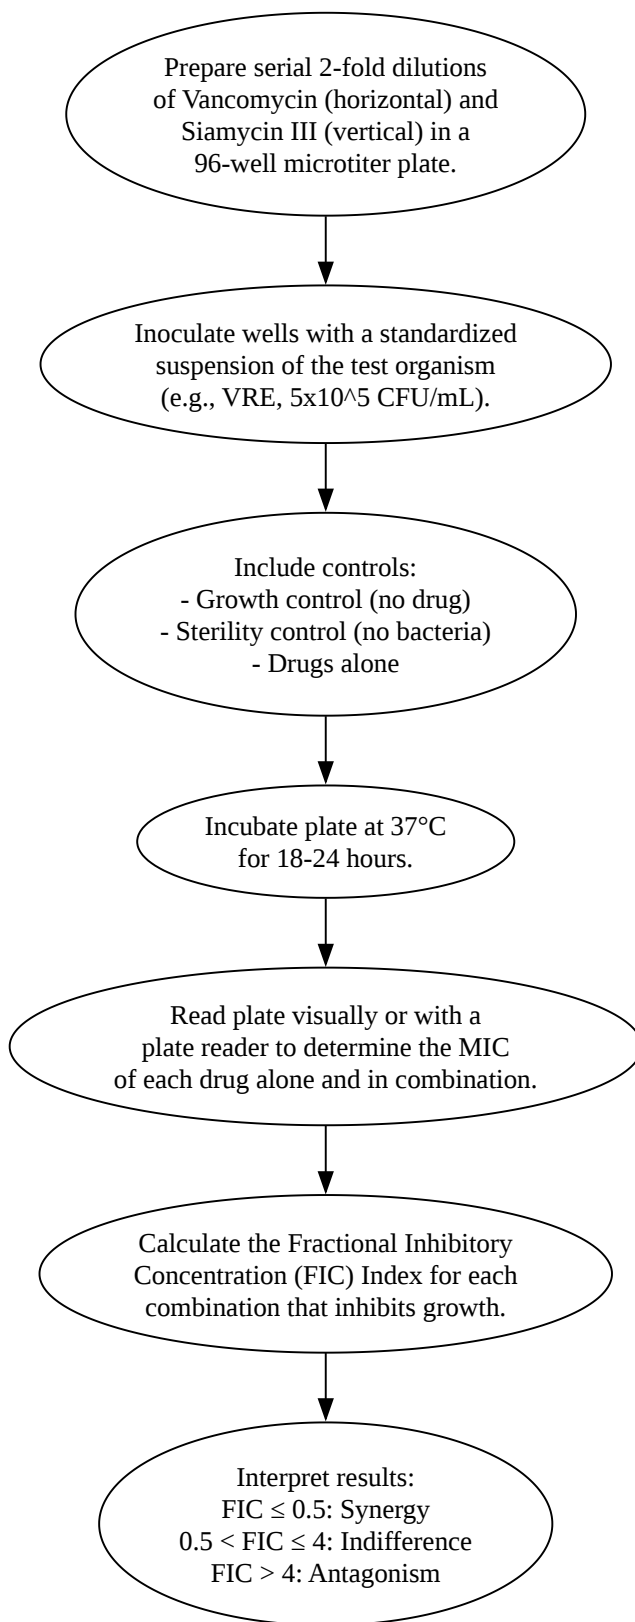 Prepare serial 2-fold dilutions
of Vancomycin (horizontal) and
Siamycin III (vertical) in a
96-well microtiter plate.
Inoculate wells with a standardized
suspension of the test organism
(e.g., VRE, 5x10^5 CFU/mL).
Include controls:
- Growth control (no drug)
- Sterility control (no bacteria)
- Drugs alone
Incubate plate at 37°C
for 18-24 hours.
Read plate visually or with a
plate reader to determine the MIC
of each drug alone and in combination.
Calculate the Fractional Inhibitory
Concentration (FIC) Index for each
combination that inhibits growth.
Interpret results:
FIC ≤ 0.5: Synergy
0.5 < FIC ≤ 4: Indifference
FIC > 4: Antagonism